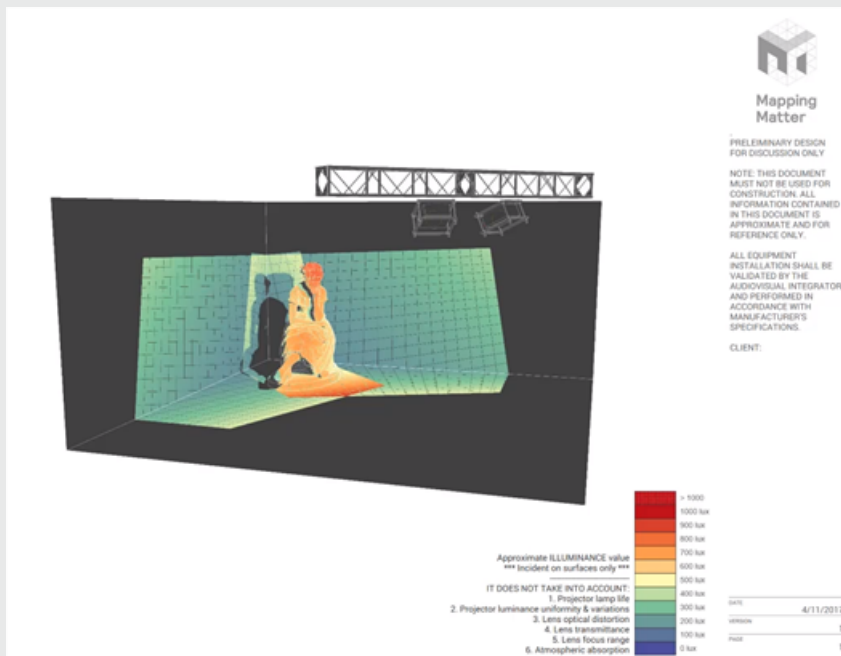 Mapping
Matter
PRELEIMINARY DESIGN
FOR DISCUSSION ONLY
NOTE: THIS DOCUMENT
MUST NOT BE USED FOR
CONSTRUCTION. ALL
INFORMATION CONTAINED
IN THIS DOCUMENT IS
APPROXIMATE AND FOR
REFERENCE ONLY.
ALL EQUIPMENT
INSTALLATION SHALL BE
VALIDATED BY THE
AUDIOVISUAL INTEGRATOR
AND PERFORMED IN
ACCORDANCE WITH
MANUFACTURER'S
SPECIFICATIONS.
CLIENT:
Approximate ILLUMINANCE value
*** Incident on surfaces only ***
IT DOES NOT TAKE INTO ACCOUNT:
1. Projector lamp life
2. Projector luminance uniformity & variations
3. Lens optical distortion
4. Lens transmittance
5. Lens focus range
6. Atmospheric absorption
> 1000
1000 lux
900 lux
800 lux
700 lux
600 lux
500 lux
400 lux
300 lux
200 lux
100 lux
0 lux
DATE
4/11/2017
VERSION
PAGE